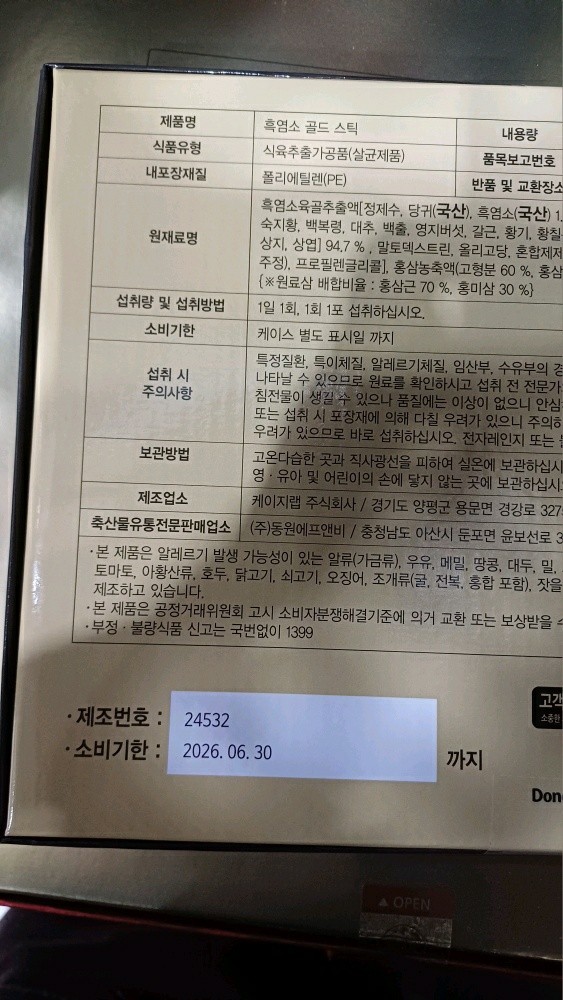 제품명 흑염소 골드 스틱 내용량
식품유형 식육추출가공품(살균제품) 품목보고번호
내포장재질 폴리에틸렌(PE) 반품 및 교환장소
원재료명 흑염소육골추출액[정제수, 당귀(국산), 흑염소(국산) 1.
숙지황, 백복령, 대추, 백출, 영지버섯, 갈근, 황기, 황칠
상지, 상엽] 94.7 %, 말토덱스트린, 올리고당, 혼합제제
주정), 프로필렌글리콜], 홍삼농축액(고형분 60 %, 홍삼
{※원료삼 배합비율 : 홍삼근 70 %, 홍미삼 30 %}
섭취량 및 섭취방법 1일 1회, 1회 1포 섭취하십시오.
소비기한 케이스 별도 표시일 까지
섭취 시 주의사항 특정질환, 특이체질, 알레르기체질, 임산부, 수유부의 경
나타날 수 있으므로 원료를 확인하시고 섭취 전 전문가
침전물이 생길 수 있으나 품질에는 이상이 없으니 안심
또는 섭취 시 포장재에 의해 다칠 우려가 있으니 주의하
우려가 있으므로 바로 섭취하십시오. 전자레인지 또는
보관방법 고온다습한 곳과 직사광선을 피하여 실온에 보관하십시
영·유아 및 어린이의 손에 닿지 않는 곳에 보관하십시
제조업소 케이지랩 주식회사 / 경기도 양평군 용문면 경강로 327
축산물유통전문판매업소 (주)동원에프앤비 / 충청남도 아산시 둔포면 윤보선로 3
·본 제품은 알레르기 발생 가능성이 있는 알류(가금류), 우유, 메밀, 땅콩, 대두, 밀,
토마토, 아황산류, 호두, 닭고기, 쇠고기, 오징어, 조개류(굴, 전복, 홍합 포함), 잣을
제조하고 있습니다.
·본 제품은 공정거래위원회 고시 소비자분쟁해결기준에 의거 교환 또는 보상받을 수
·부정·불량식품 신고는 국번없이 1399
고객
소중한
·제조번호 : 24532
·소비기한 : 2026. 06. 30 까지
Don
▲ OPEN